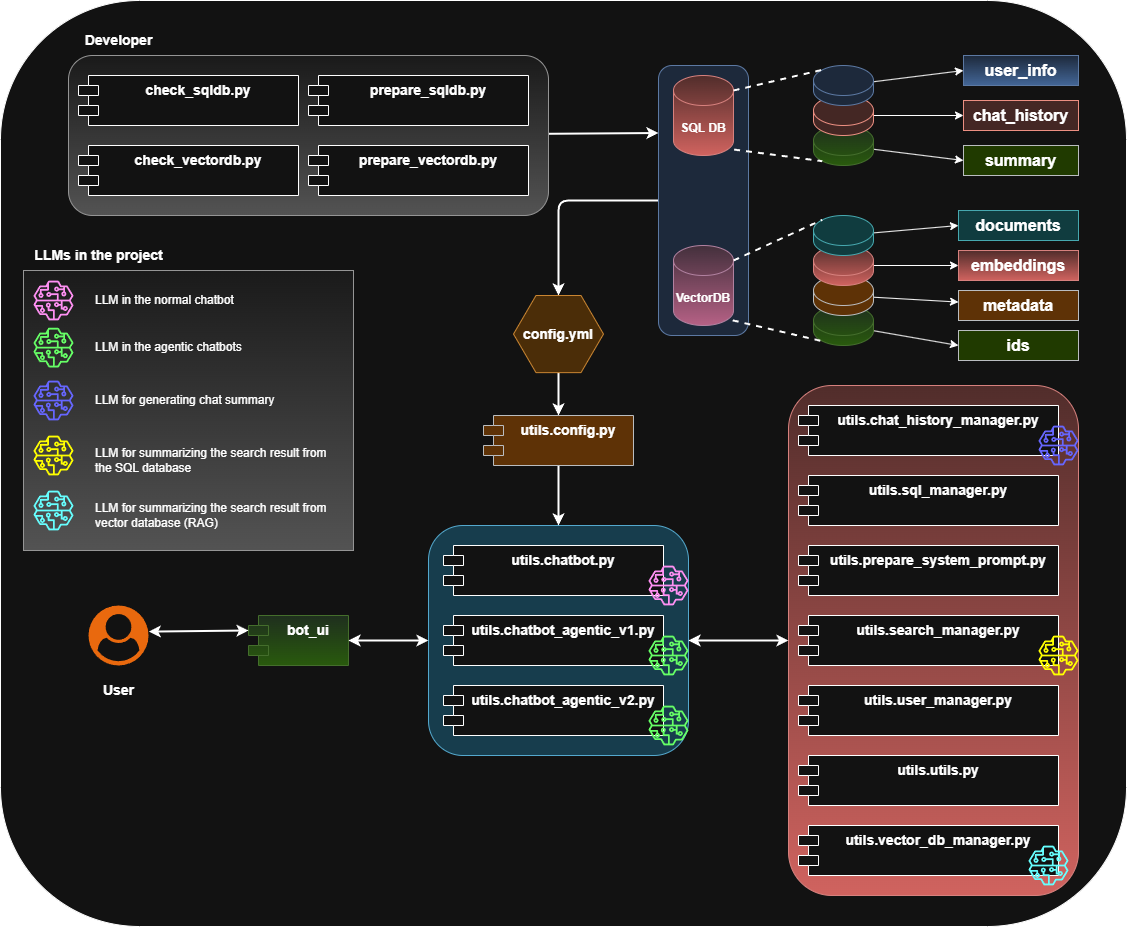 Developer
check_sqldb.py
prepare_sqldb.py
check_vectordb.py
prepare_vectordb.py
SQL DB
VectorDB
user_info
chat_history
summary
documents
embeddings
metadata
ids
LLMs in the project
LLM in the normal chatbot
LLM in the agentic chatbots
LLM for generating chat summary
LLM for summarizing the search result from
the SQL database
LLM for summarizing the search result from
vector database (RAG)
config.yml
utils.config.py
utils.chatbot.py
utils.chatbot_agentic_v1.py
utils.chatbot_agentic_v2.py
bot_ui
User
utils.chat_history_manager.py
utils.sql_manager.py
utils.prepare_system_prompt.py
utils.search_manager.py
utils.user_manager.py
utils.utils.py
utils.vector_db_manager.py